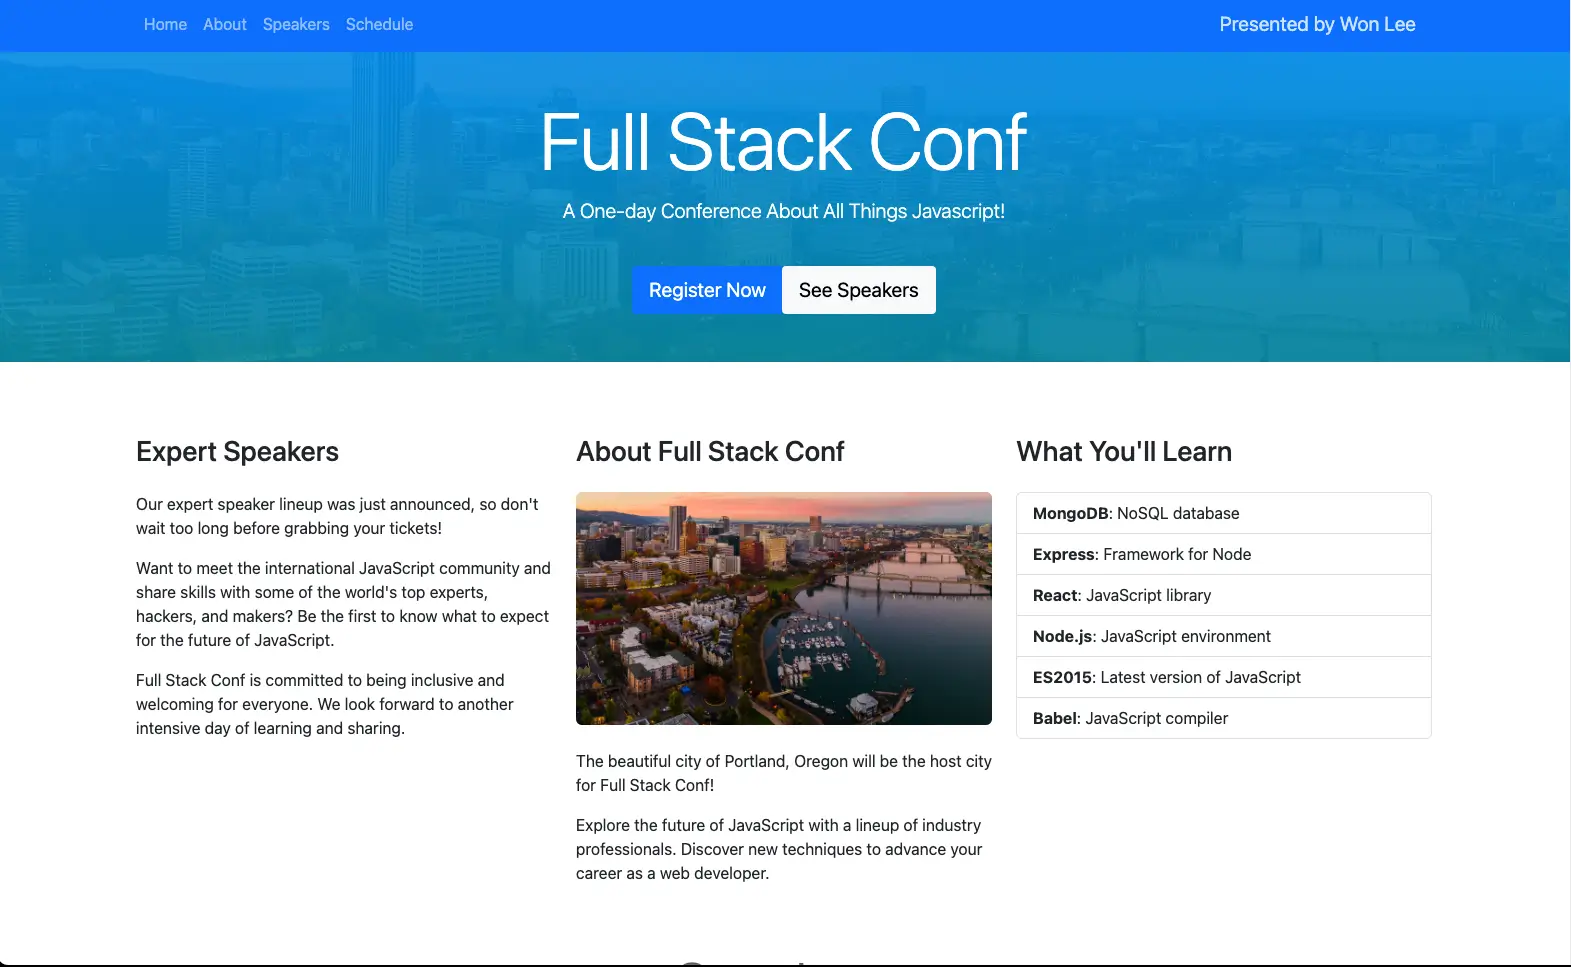 Home About Speakers Schedule
Presented by Won Lee
Full Stack Conf
A One-day Conference About All Things Javascript!
Register Now
See Speakers
Expert Speakers
Our expert speaker lineup was just announced, so don't
wait too long before grabbing your tickets!
Want to meet the international JavaScript community and
share skills with some of the world's top experts,
hackers, and makers? Be the first to know what to expect
for the future of JavaScript.
Full Stack Conf is committed to being inclusive and
welcoming for everyone. We look forward to another
intensive day of learning and sharing.
About Full Stack Conf
The beautiful city of Portland, Oregon will be the host city
for Full Stack Conf!
Explore the future of JavaScript with a lineup of industry
professionals. Discover new techniques to advance your
career as a web developer.
What You'll Learn
MongoDB: NoSQL database
Express: Framework for Node
React: JavaScript library
Node.js: JavaScript environment
ES2015: Latest version of JavaScript
Babel: JavaScript compiler